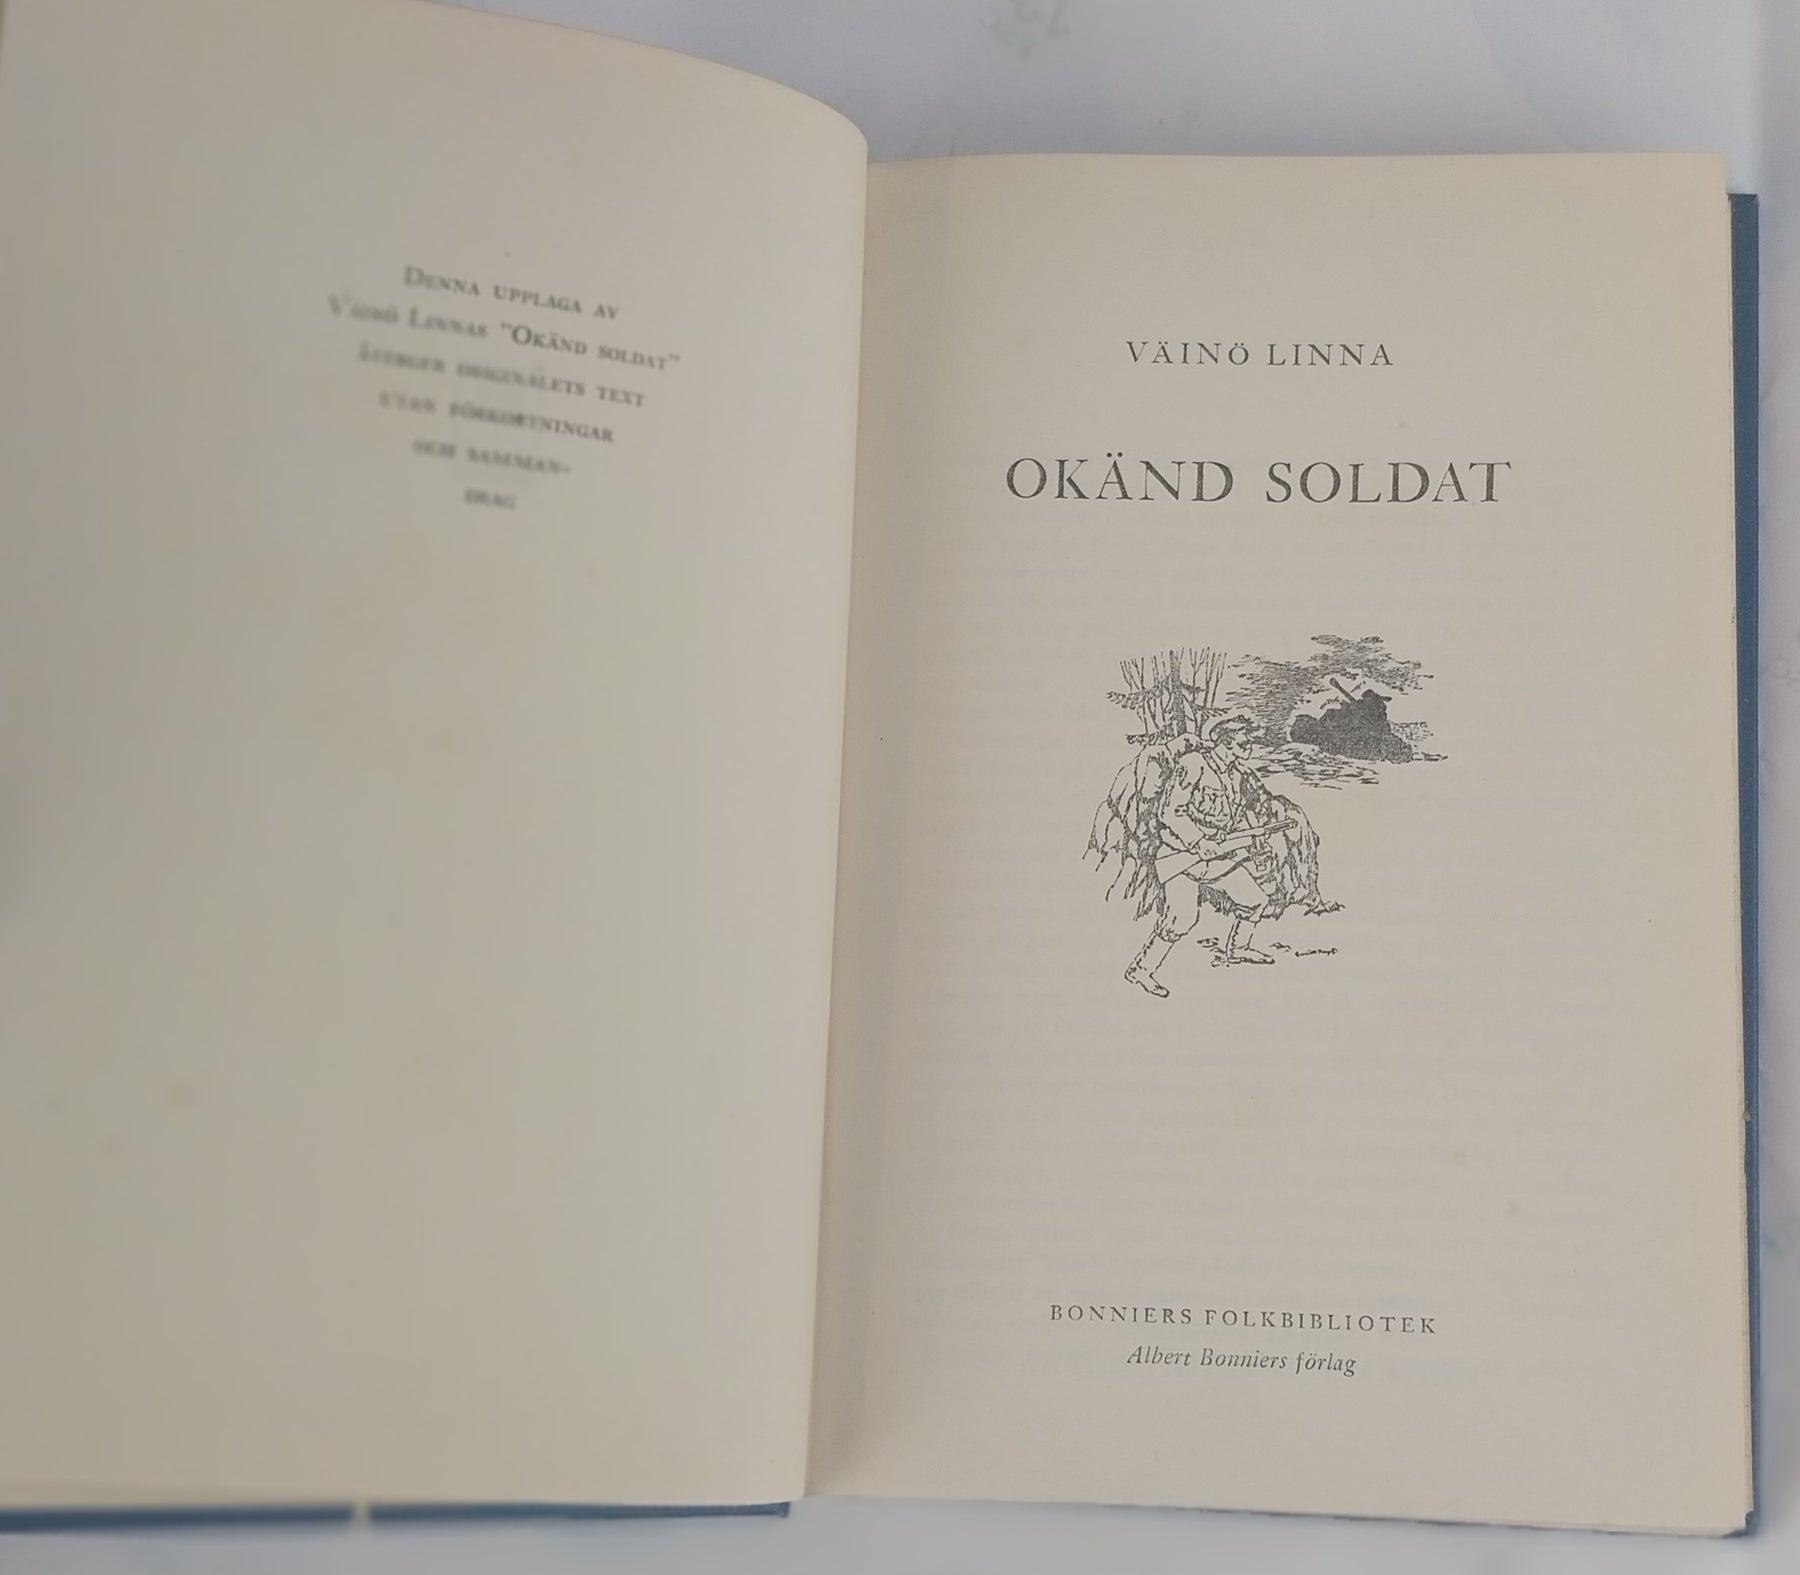 DENNA UPPLAGA AV
VÄINÖ LINNAS "OKÄND SOLDAT"
ÅTERGER ORIGINALETS TEXT
UTAN FÖRKORTNINGAR
OCH SAMMAN-
DRAG
VÄINÖ LINNA
OKÄND SOLDAT
BONNIERS FOLKBIBLIOTEK
Albert Bonniers förlag